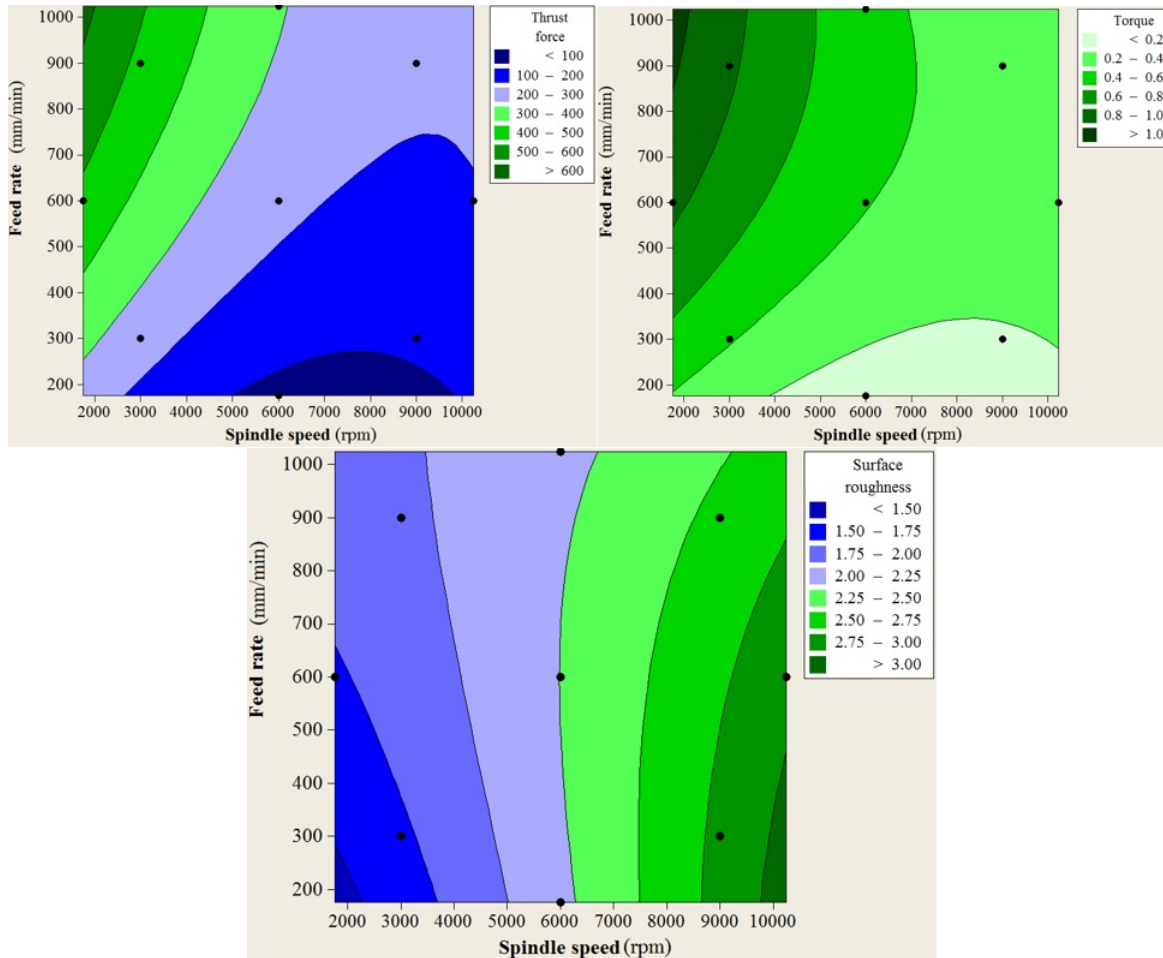 1000
900
800
700
600
500
400
300
200
Feed rate (mm/min)
2000 3000 4000 5000 6000 7000 8000 9000 10000
Spindle speed (rpm)
Thrust
force
< 100
100 – 200
200 – 300
300 – 400
400 – 500
500 – 600
> 600
1000
900
800
700
600
500
400
300
200
Feed rate (mm/min)
2000 3000 4000 5000 6000 7000 8000 9000 10000
Spindle speed (rpm)
Torque
< 0.2
0.2 – 0.4
0.4 – 0.6
0.6 – 0.8
0.8 – 1.0
> 1.0
1000
900
800
700
600
500
400
300
200
Feed rate (mm/min)
2000 3000 4000 5000 6000 7000 8000 9000 10000
Spindle speed (rpm)
Surface
roughness
< 1.50
1.50 – 1.75
1.75 – 2.00
2.00 – 2.25
2.25 – 2.50
2.50 – 2.75
2.75 – 3.00
> 3.00